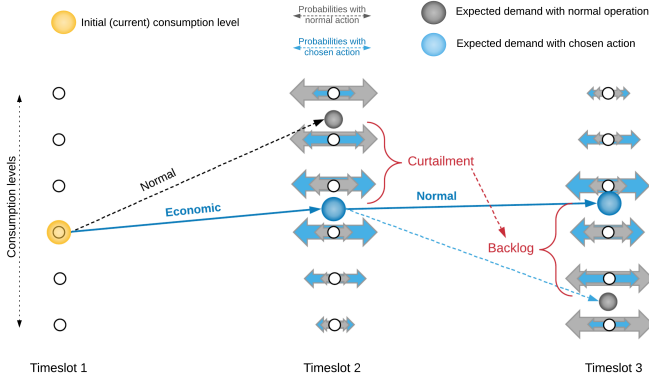 Initial (current) consumption level
Probabilities with
normal action
Probabilities with
chosen action
Expected demand with normal operation
Expected demand with chosen action
Consumption levels
Normal
Economic
Curtailment
Normal
Backlog
Timeslot 1
Timeslot 2
Timeslot 3